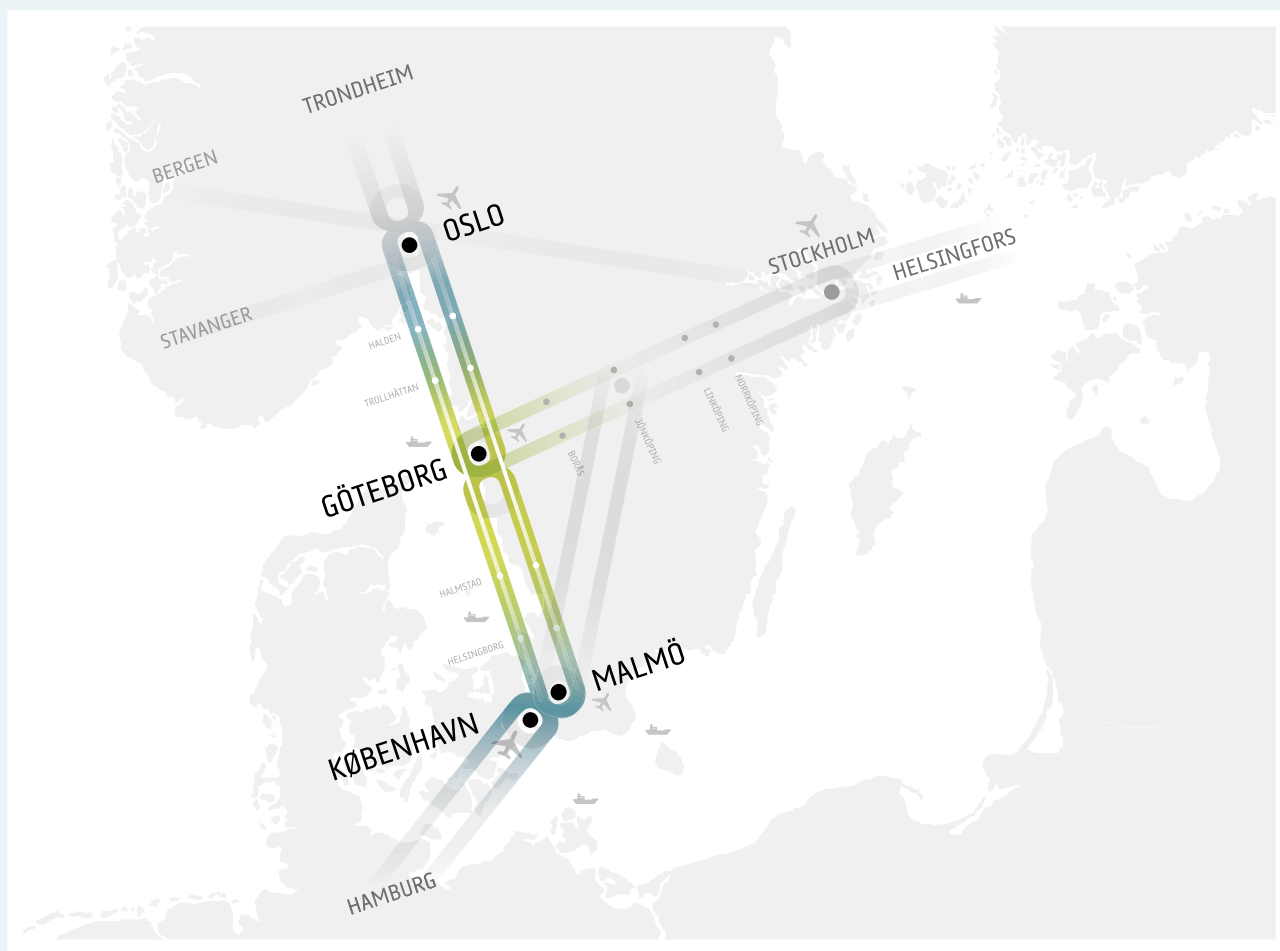 TRONDHEIM
BERGEN
OSLO
STOCKHOLM
HELSINGFORS
STAVANGER
HALDEN
TROLLHÄTTAN
NORRKÖPING
LINKÖPING
JÖNKÖPING
BORÅS
GÖTEBORG
HALMSTAD
HELSINGBORG
MALMÖ
KØBENHAVN
HAMBURG